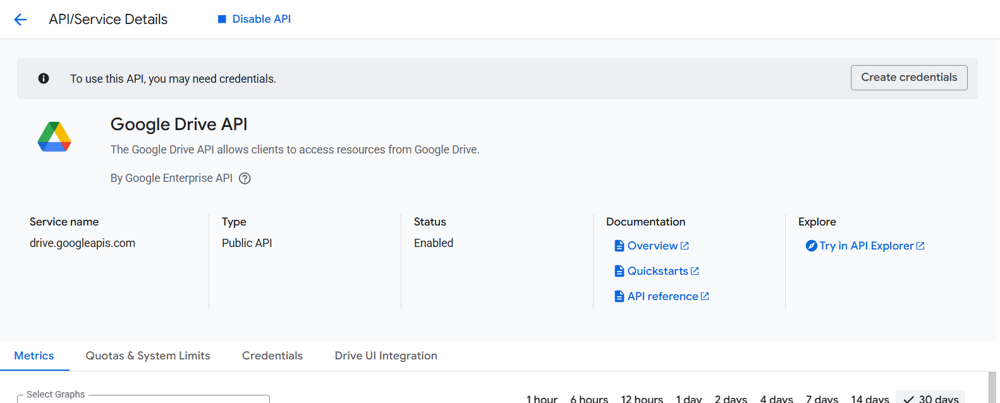 API/Service Details
Disable API
To use this API, you may need credentials.
Create credentials
Google Drive API
The Google Drive API allows clients to access resources from Google Drive.
By Google Enterprise API
Service name
drive.googleapis.com
Type
Public API
Status
Enabled
Documentation
Overview
Quickstarts
API reference
Explore
Try in API Explorer
Metrics Quotas & System Limits Credentials Drive UI Integration
Select Graphs
1 hour 6 hours 12 hours 1 day 2 days 4 days 7 days 14 days 30 days